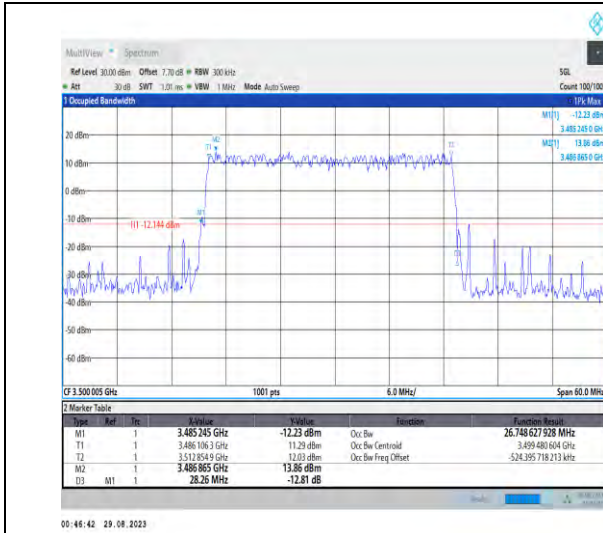 MultiView Spectrum
Ref Level 30.00 dBm Offset 7.70 dB RBW 300 kHz SGL
Att 30 dB SWT 1.01 ms VBW 1 MHz Mode Auto Sweep Count 100/100
1 Occupied Bandwidth 1Pk Max
M1[1] -12.23 dBm
3.485 245 0 GHz
M2[1] 13.86 dBm
3.486 865 0 GHz
20 dBm
M2
T1
T2
10 dBm
0 dBm
-10 dBm
M1
H1 -12.144 dBm
D3
-20 dBm
-30 dBm
-40 dBm
-50 dBm
-60 dBm
CF 3.500 005 GHz 1001 pts 6.0 MHz/ Span 60.0 MHz
2 Marker Table
Type Ref Trc X-Value Y-Value Function Function Result
M1 1 3.485 245 GHz -12.23 dBm Occ Bw 26.748 627 928 MHz
T1 1 3.486 106 3 GHz 11.29 dBm Occ Bw Centroid 3.499 480 604 GHz
T2 1 3.512 854 9 GHz 12.03 dBm Occ Bw Freq Offset -524.395 718 213 kHz
M2 1 3.486 865 GHz 13.86 dBm
D3 M1 1 28.26 MHz -12.81 dB
00:46:42 29.08.2023